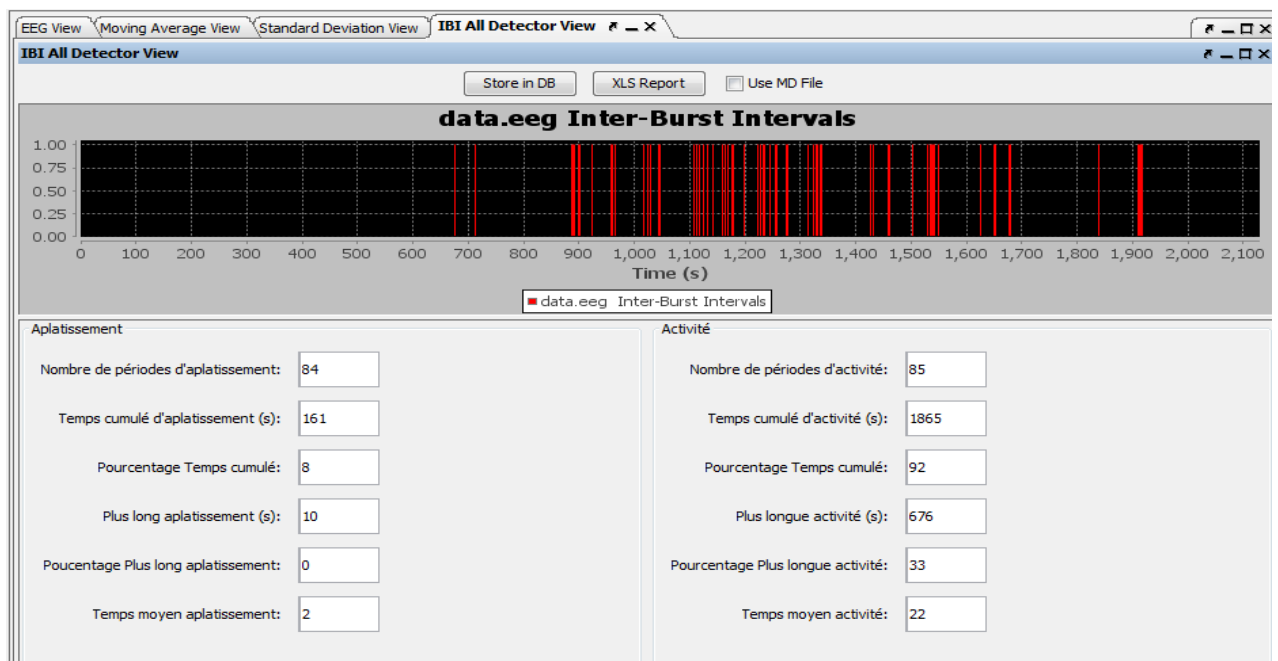 EEG View Moving Average View Standard Deviation View IBI All Detector View
IBI All Detector View
Store in DB XLS Report Use MD File
data.eeg Inter-Burst Intervals
1.00
0.75
0.50
0.25
0.00
0 100 200 300 400 500 600 700 800 900 1,000 1,100 1,200 1,300 1,400 1,500 1,600 1,700 1,800 1,900 2,000 2,100
Time (s)
data.eeg Inter-Burst Intervals
Aplatissement
Nombre de périodes d'aplatissement: 84
Temps cumulé d'aplatissement (s): 161
Pourcentage Temps cumulé: 8
Plus long aplatissement (s): 10
Poucentage Plus long aplatissement: 0
Temps moyen aplatissement: 2
Activité
Nombre de périodes d'activité: 85
Temps cumulé d'activité (s): 1865
Pourcentage Temps cumulé: 92
Plus longue activité (s): 676
Pourcentage Plus longue activité: 33
Temps moyen activité: 22